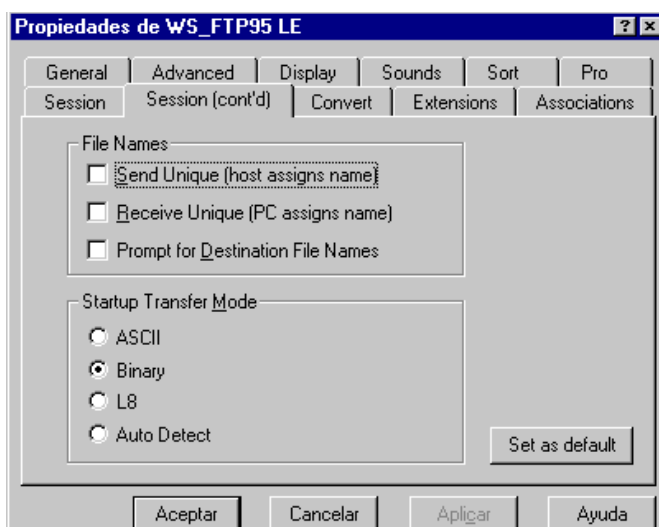 Propiedades de WS_FTP95 LE
General Advanced Display Sounds Sort Pro
Session Session (cont'd) Convert Extensions Associations
File Names
Send Unique (host assigns name)
Receive Unique (PC assigns name)
Prompt for Destination File Names
Startup Transfer Mode
ASCII
Binary
L8
Auto Detect
Set as default
Aceptar Cancelar Aplicar Ayuda